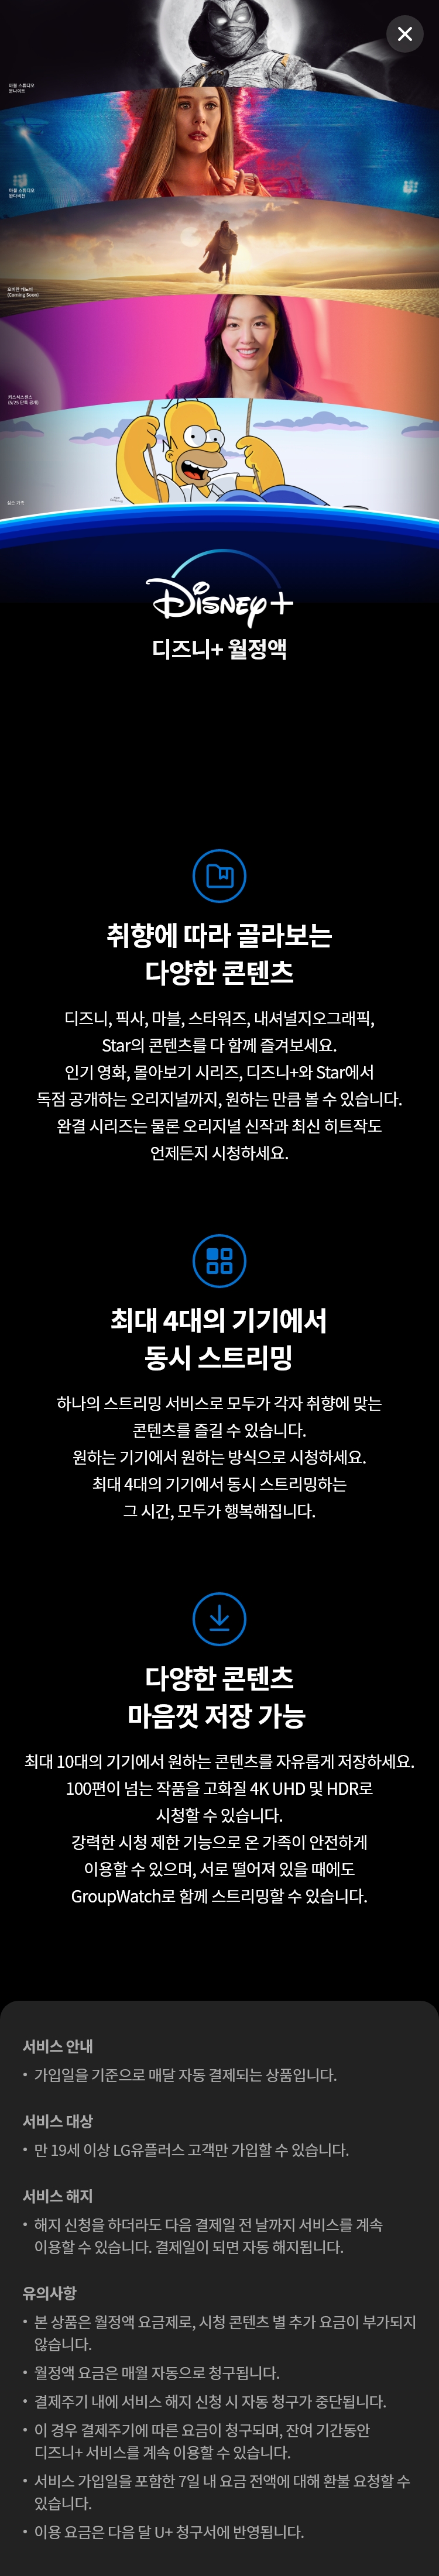 마블 스튜디오
문나이트
마블 스튜디오
완다비전
오비완 케노비
(Coming Soon)
키스식스센스
(5/25 단독 공개)
심슨 가족
Disney+
디즈니+ 월정액
취향에 따라 골라보는
다양한 콘텐츠
디즈니, 픽사, 마블, 스타워즈, 내셔널지오그래픽,
Star의 콘텐츠를 다 함께 즐겨보세요.
인기 영화, 몰아보기 시리즈, 디즈니+와 Star에서
독점 공개하는 오리지널까지, 원하는 만큼 볼 수 있습니다.
완결 시리즈는 물론 오리지널 신작과 최신 히트작도
언제든지 시청하세요.
최대 4대의 기기에서
동시 스트리밍
하나의 스트리밍 서비스로 모두가 각자 취향에 맞는
콘텐츠를 즐길 수 있습니다.
원하는 기기에서 원하는 방식으로 시청하세요.
최대 4대의 기기에서 동시 스트리밍하는
그 시간, 모두가 행복해집니다.
다양한 콘텐츠
마음껏 저장 가능
최대 10대의 기기에서 원하는 콘텐츠를 자유롭게 저장하세요.
100편이 넘는 작품을 고화질 4K UHD 및 HDR로
시청할 수 있습니다.
강력한 시청 제한 기능으로 온 가족이 안전하게
이용할 수 있으며, 서로 떨어져 있을 때에도
GroupWatch로 함께 스트리밍할 수 있습니다.
서비스 안내
• 가입일을 기준으로 매달 자동 결제되는 상품입니다.
서비스 대상
• 만 19세 이상 LG유플러스 고객만 가입할 수 있습니다.
서비스 해지
• 해지 신청을 하더라도 다음 결제일 전 날까지 서비스를 계속
이용할 수 있습니다. 결제일이 되면 자동 해지됩니다.
유의사항
• 본 상품은 월정액 요금제로, 시청 콘텐츠 별 추가 요금이 부가되지
않습니다.
• 월정액 요금은 매월 자동으로 청구됩니다.
• 결제주기 내에 서비스 해지 신청 시 자동 청구가 중단됩니다.
• 이 경우 결제주기에 따른 요금이 청구되며, 잔여 기간동안
디즈니+ 서비스를 계속 이용할 수 있습니다.
• 서비스 가입일을 포함한 7일 내 요금 전액에 대해 환불 요청할 수
있습니다.
• 이용 요금은 다음 달 U+ 청구서에 반영됩니다.